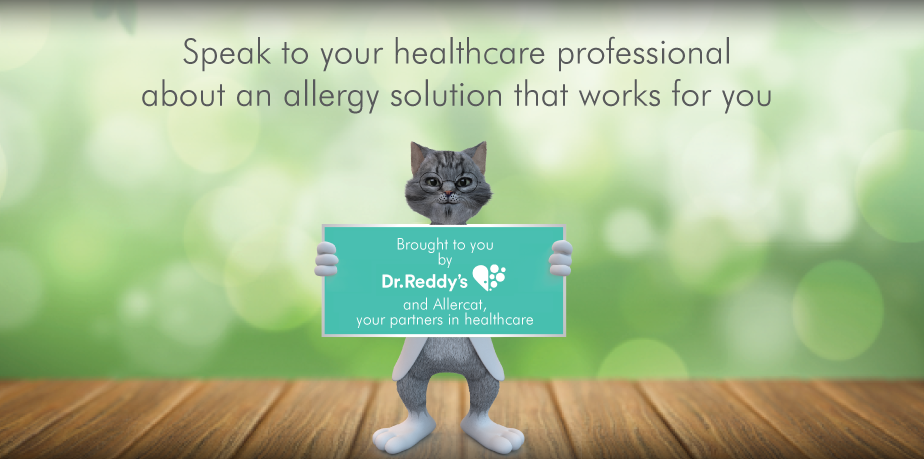 Speak to your healthcare professional
about an allergy solution that works for you
Brought to you
by
Dr.Reddy's
and Allercat,
your partners in healthcare